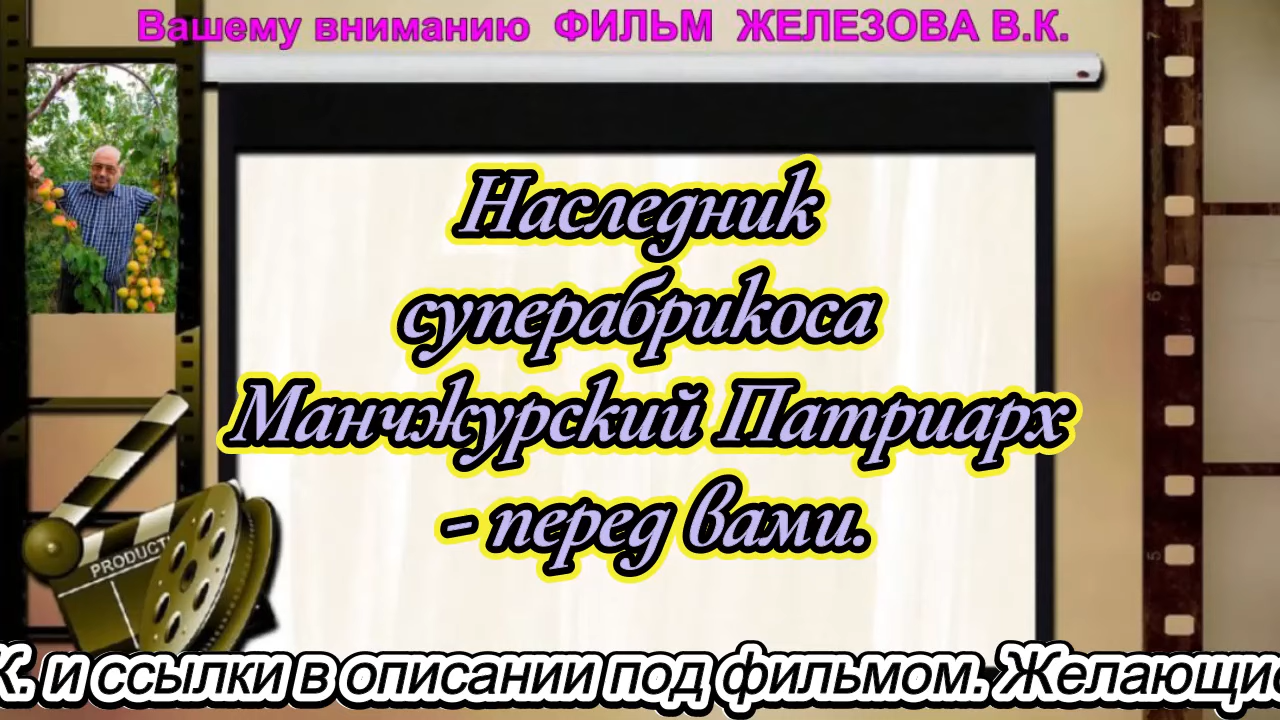 Вашему вниманию ФИЛЬМ ЖЕЛЕЗОВА В.К.
Наследник
суперабрикоса
Манчжурский Патриарх
- перед вами.
PRODUCT
К. и ссылки в описании под фильмом. Желающие